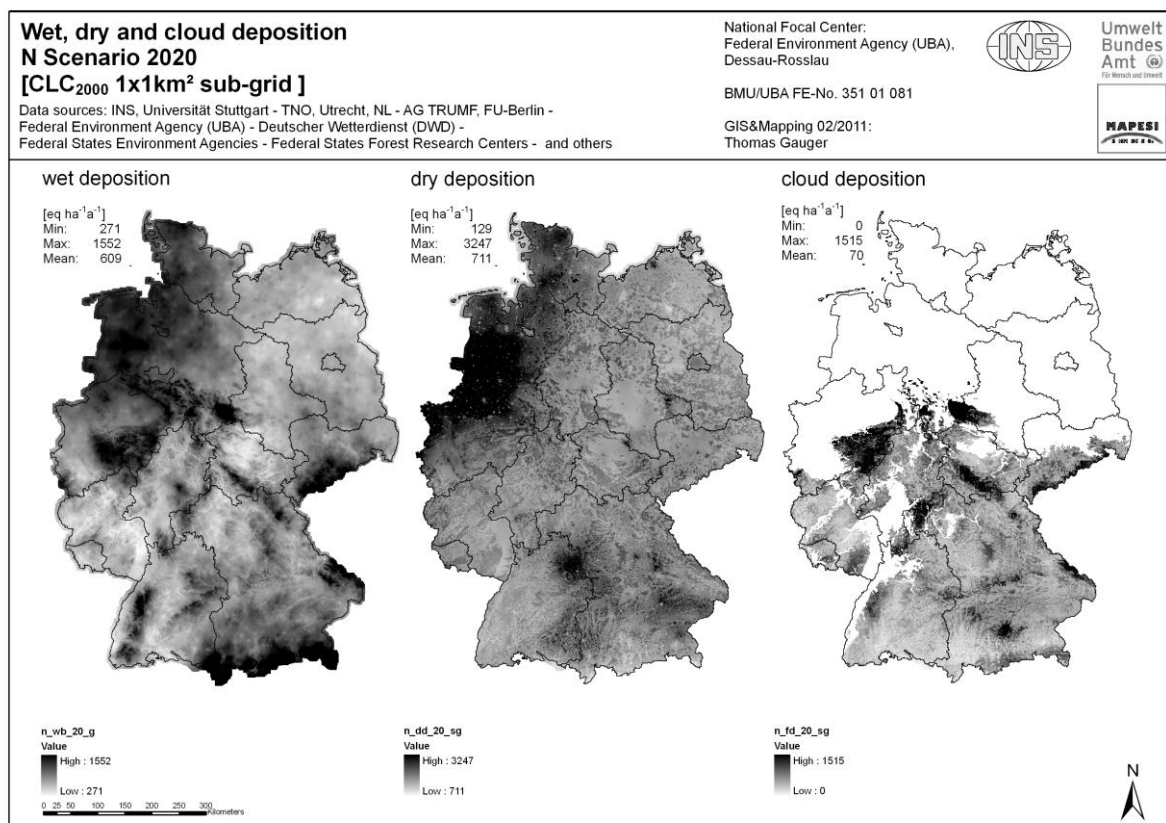 Wet, dry and cloud deposition
N Scenario 2020
[CLC2000 1x1km² sub-grid ]
Data sources: INS, Universität Stuttgart - TNO, Utrecht, NL - AG TRUMF, FU-Berlin -
Federal Environment Agency (UBA) - Deutscher Wetterdienst (DWD) -
Federal States Environment Agencies - Federal States Forest Research Centers - and others
National Focal Center:
Federal Environment Agency (UBA),
Dessau-Rosslau
BMU/UBA FE-No. 351 01 081
GIS&Mapping 02/2011:
Thomas Gauger
INS
Umwelt
Bundes
Amt
Für Mensch und Umwelt
MAPESI
wet deposition
[eq ha⁻¹a⁻¹]
Min: 271
Max: 1552
Mean: 609
dry deposition
[eq ha⁻¹a⁻¹]
Min: 129
Max: 3247
Mean: 711
cloud deposition
[eq ha⁻¹a⁻¹]
Min: 0
Max: 1515
Mean: 70
n_wb_20_g
Value
High : 1552
Low : 271
0 25 50 100 150 200 250 300
Kilometers
n_dd_20_sg
Value
High : 3247
Low : 711
n_fd_20_sg
Value
High : 1515
Low : 0
N